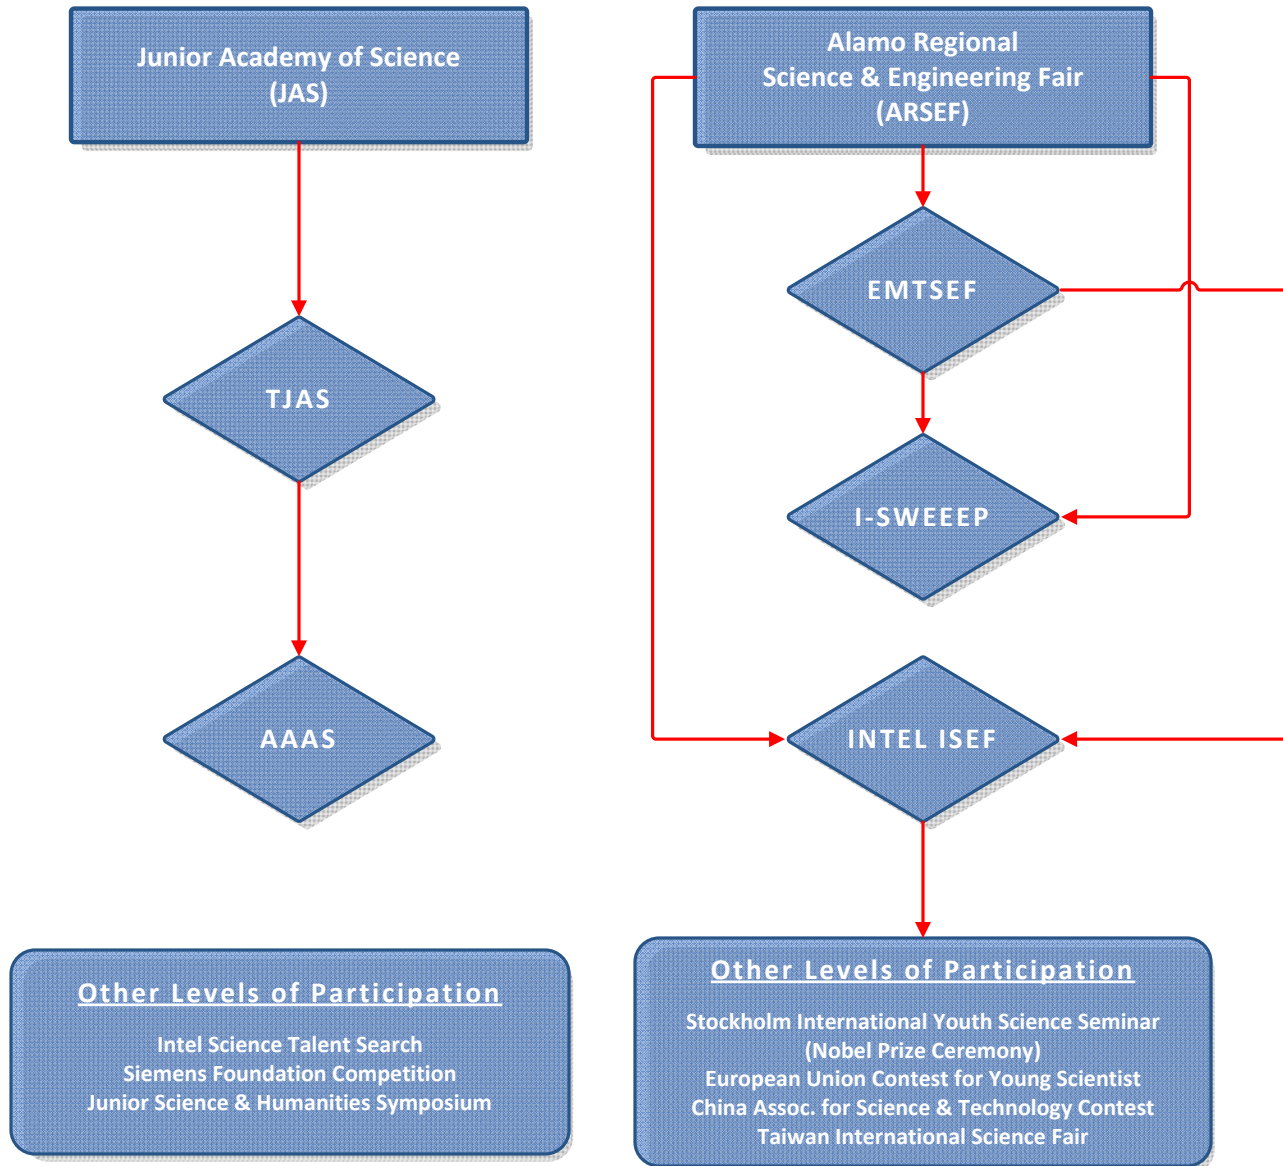 Junior Academy of Science
(JAS)
TJAS
AAAS
Other Levels of Participation
Intel Science Talent Search
Siemens Foundation Competition
Junior Science & Humanities Symposium
Alamo Regional
Science & Engineering Fair
(ARSEF)
EMTSEF
I-SWEEEP
INTEL ISEF
Other Levels of Participation
Stockholm International Youth Science Seminar
(Nobel Prize Ceremony)
European Union Contest for Young Scientist
China Assoc. for Science & Technology Contest
Taiwan International Science Fair